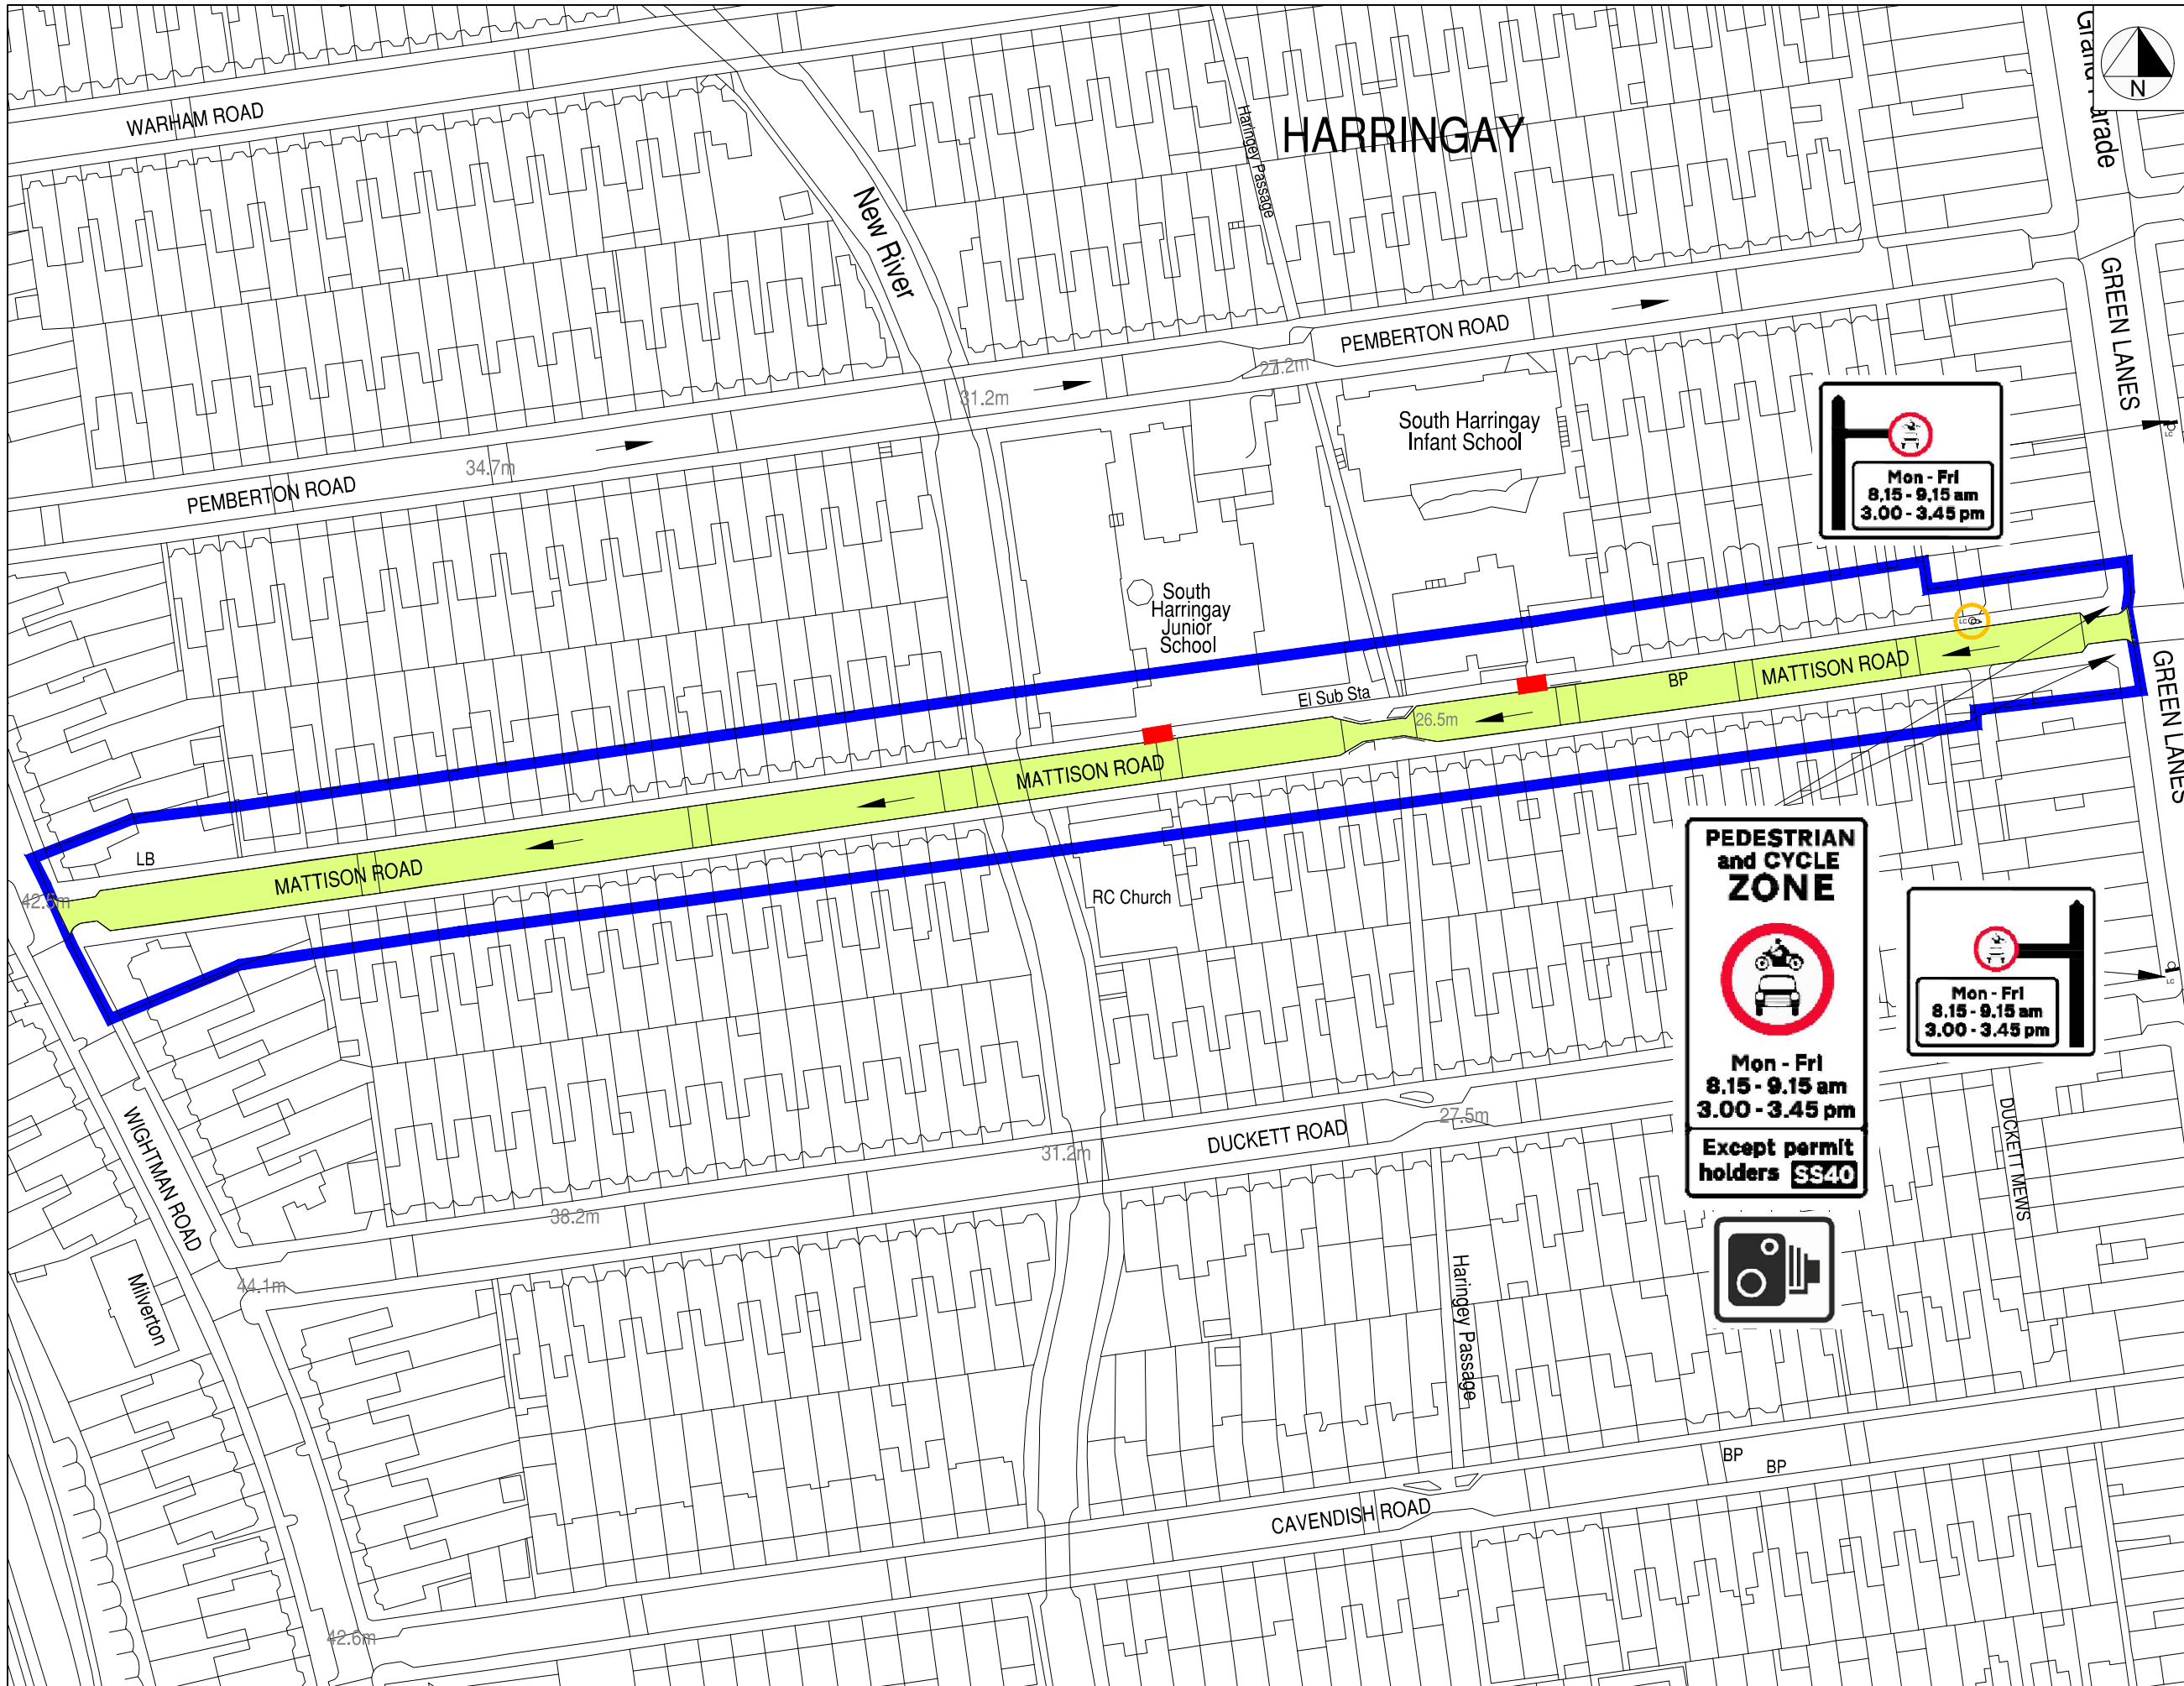 Grand Parade
N
WARHAM ROAD
HARRINGAY
Haringey Passage
New River
GREEN LANES
PEMBERTON ROAD
27.2m
31.2m
South Harringay
Infant School
Mon - Fri
8.15 - 9.15 am
3.00 - 3.45 pm
34.7m
PEMBERTON ROAD
South
Harringay
Junior
School
LC
MATTISON ROAD
BP
El Sub Sta
26.5m
GREEN LANES
MATTISON ROAD
LB
MATTISON ROAD
42.5m
RC Church
PEDESTRIAN
and CYCLE
ZONE
Mon - Fri
8.15 - 9.15 am
3.00 - 3.45 pm
Except permit
holders SS40
Mon - Fri
8.15 - 9.15 am
3.00 - 3.45 pm
LC
WIGHTMAN ROAD
DUCKETT ROAD
27.5m
31.2m
38.2m
DUCKETT MEWS
44.1m
Milverton
Haringey Passage
BP
BP
CAVENDISH ROAD
42.6m